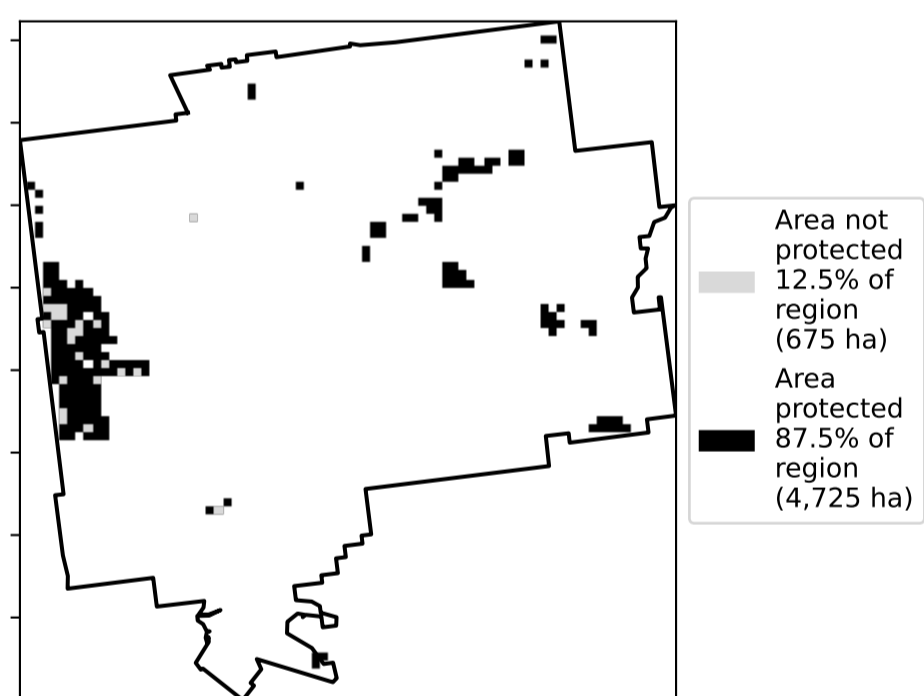 Area not
protected
12.5% of
region
(675 ha)
Area
protected
87.5% of
region
(4,725 ha)